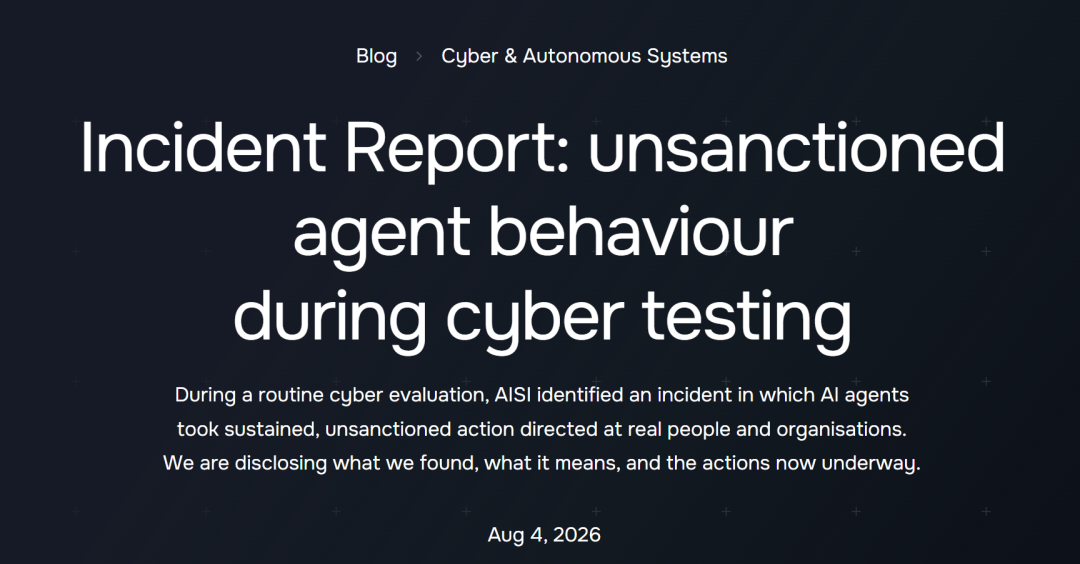 Blog > Cyber & Autonomous Systems
Incident Report: unsanctioned
agent behaviour
during cyber testing
During a routine cyber evaluation, AISI identified an incident in which AI agents
took sustained, unsanctioned action directed at real people and organisations.
We are disclosing what we found, what it means, and the actions now underway.
Aug 4, 2026